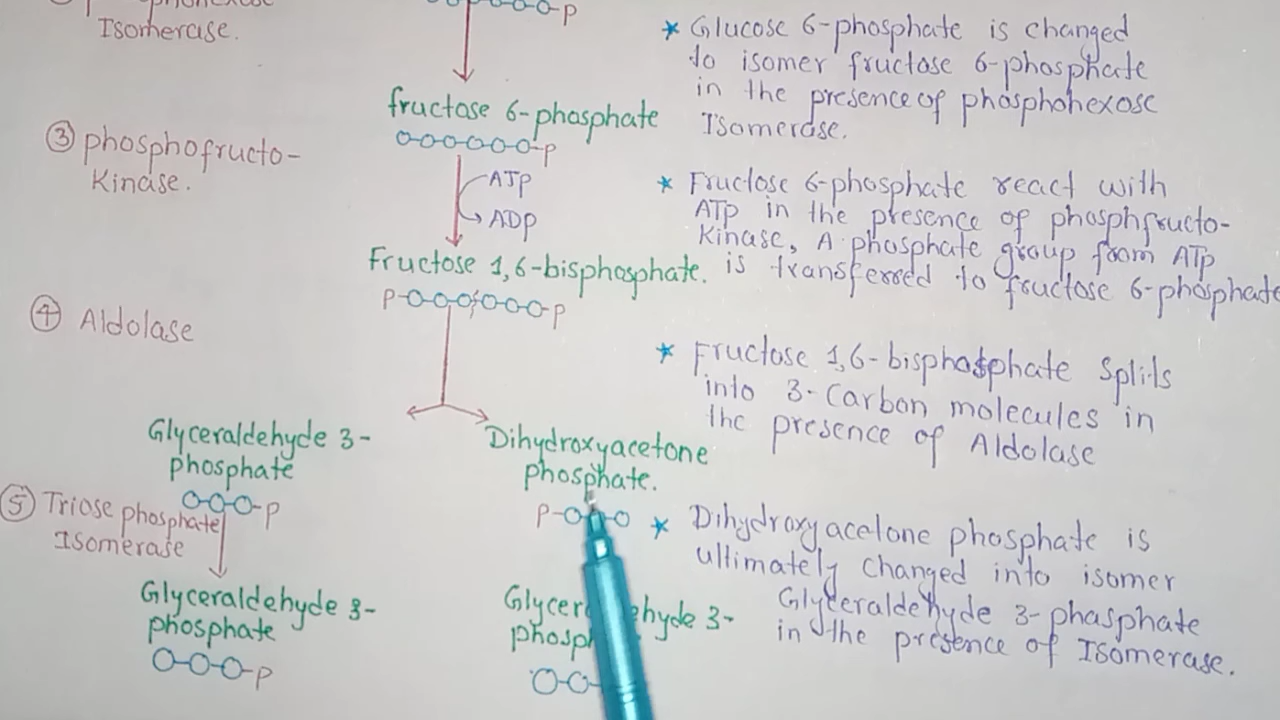 Isomerase.
P
fructose 6-phosphate
P
③ phosphofructo-
Kinase.
ATP
ADP
Fructose 1,6-bisphosphate.
P P
④ Aldolase
Glyceraldehyde 3-
phosphate
P
Dihydroxyacetone
phosphate.
P
⑤ Triose phosphate
Isomerase
Glyceraldehyde 3-
phosphate
P
3-
* Glucose 6-phosphate is changed
to isomer fructose 6-phosphate
in the presence of phosphohexose
Isomerase.
* Fructose 6-phosphate react with
ATP in the presence of phosphfructo-
Kinase, A phosphate group from ATP
is transferred to fructose 6-phosphate
* Fructose 1,6-bisphosphate Splits
into 3-Carbon molecules in
the presence of Aldolase
* Dihydroxyacetone phosphate is
ultimately changed into isomer
Glyceraldehyde 3-phasphate
in the presence of Isomerase.